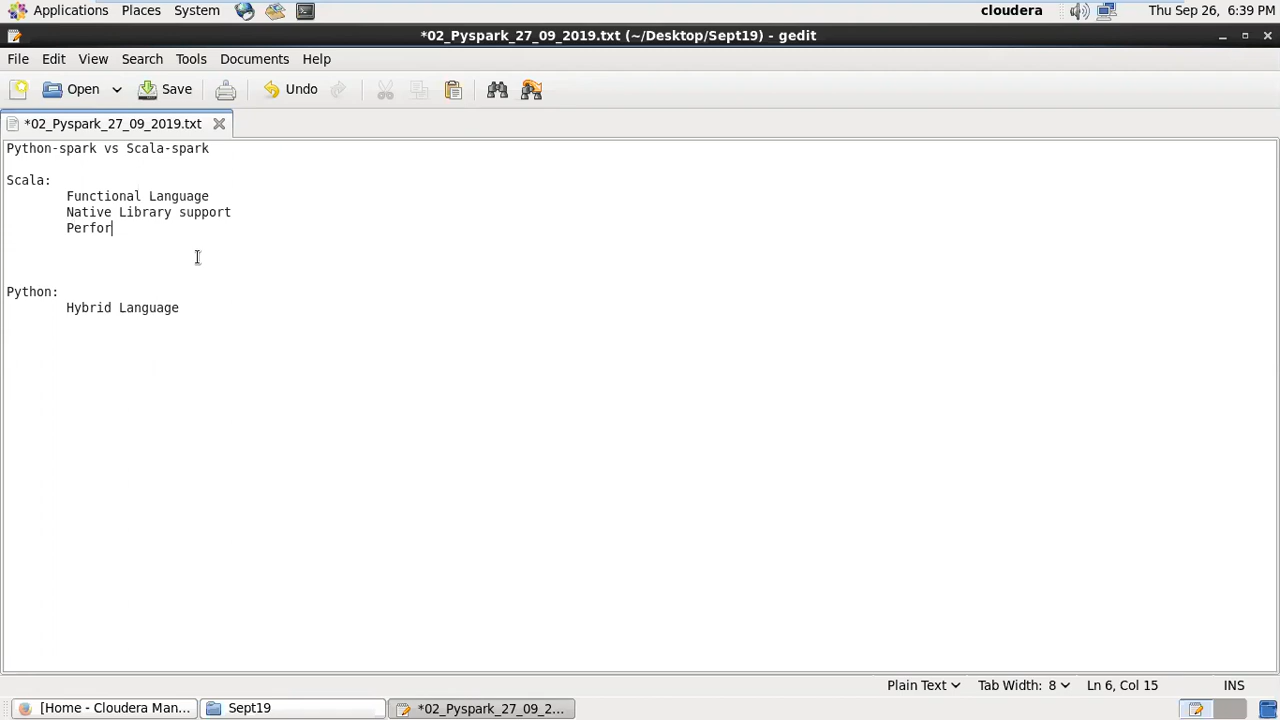 Applications Places System cloudera Thu Sep 26, 6:39 PM
*02_Pyspark_27_09_2019.txt (~/Desktop/Sept19) - gedit
File Edit View Search Tools Documents Help
Open Save Undo
*02_Pyspark_27_09_2019.txt
Python-spark vs Scala-spark
Scala:
Functional Language
Native Library support
Perfor
Python:
Hybrid Language
Plain Text Tab Width: 8 Ln 6, Col 15 INS
[Home - Cloudera Man... Sept19 *02_Pyspark_27_09_2...